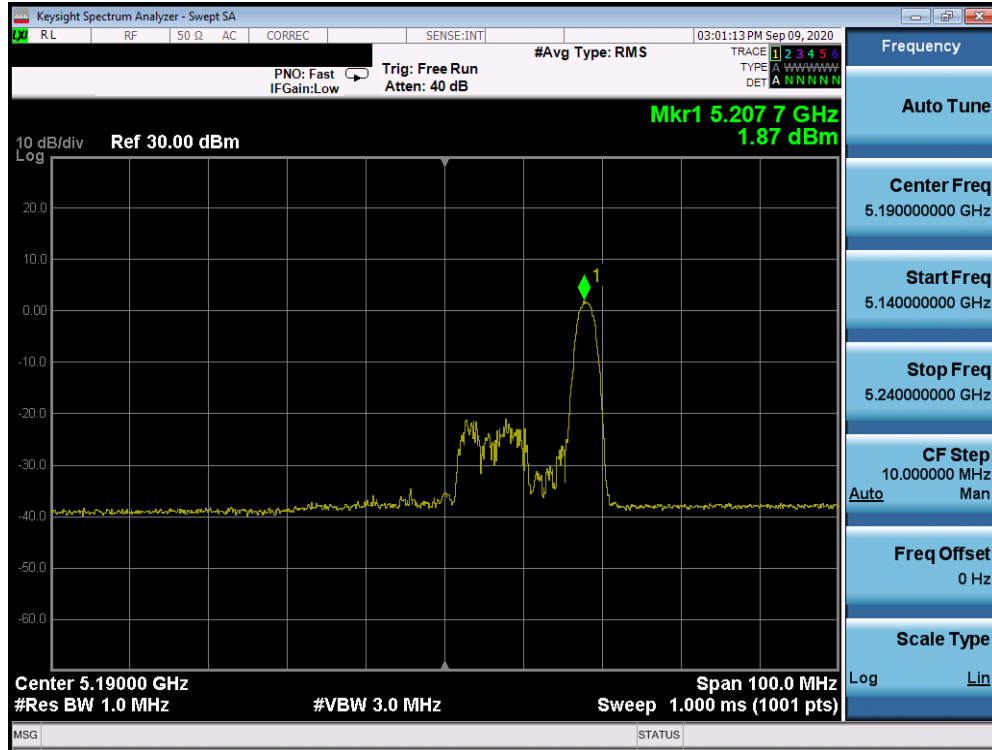 Keysight Spectrum Analyzer - Swept SA
LXI RL RF 50 Ω AC CORREC SENSE:INT 03:01:13 PM Sep 09, 2020
#Avg Type: RMS
TRACE 1 2 3 4 5 6
PNO: Fast Trig: Free Run
TYPE A WWWWW
IFGain:Low Atten: 40 dB
DET A N N N N N
Mkr1 5.207 7 GHz
1.87 dBm
10 dB/div Ref 30.00 dBm
Log
20.0
10.0
0.00
-10.0
-20.0
-30.0
-40.0
-50.0
-60.0
1
Center 5.19000 GHz Span 100.0 MHz
#Res BW 1.0 MHz #VBW 3.0 MHz Sweep 1.000 ms (1001 pts)
MSG STATUS
Frequency
Auto Tune
Center Freq
5.190000000 GHz
Start Freq
5.140000000 GHz
Stop Freq
5.240000000 GHz
CF Step
10.000000 MHz
Auto Man
Freq Offset
0 Hz
Scale Type
Log Lin